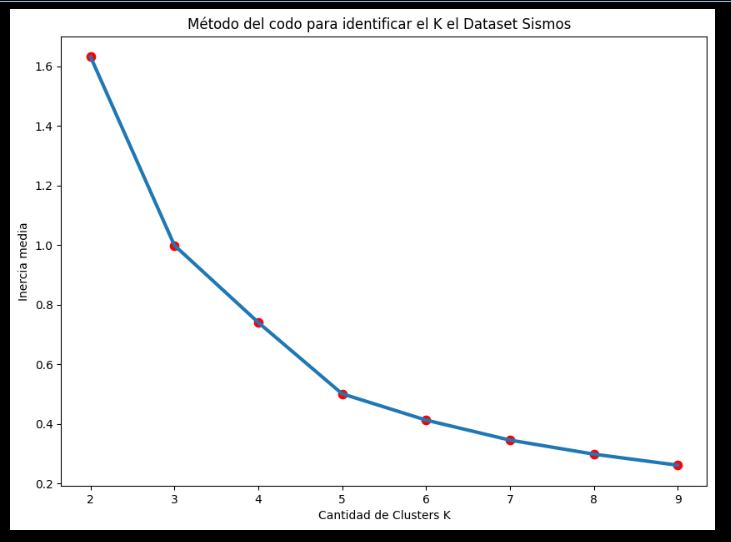 Método del codo para identificar el K el Dataset Sismos
Inercia media
1.6
1.4
1.2
1.0
0.8
0.6
0.4
0.2
2 3 4 5 6 7 8 9
Cantidad de Clusters K